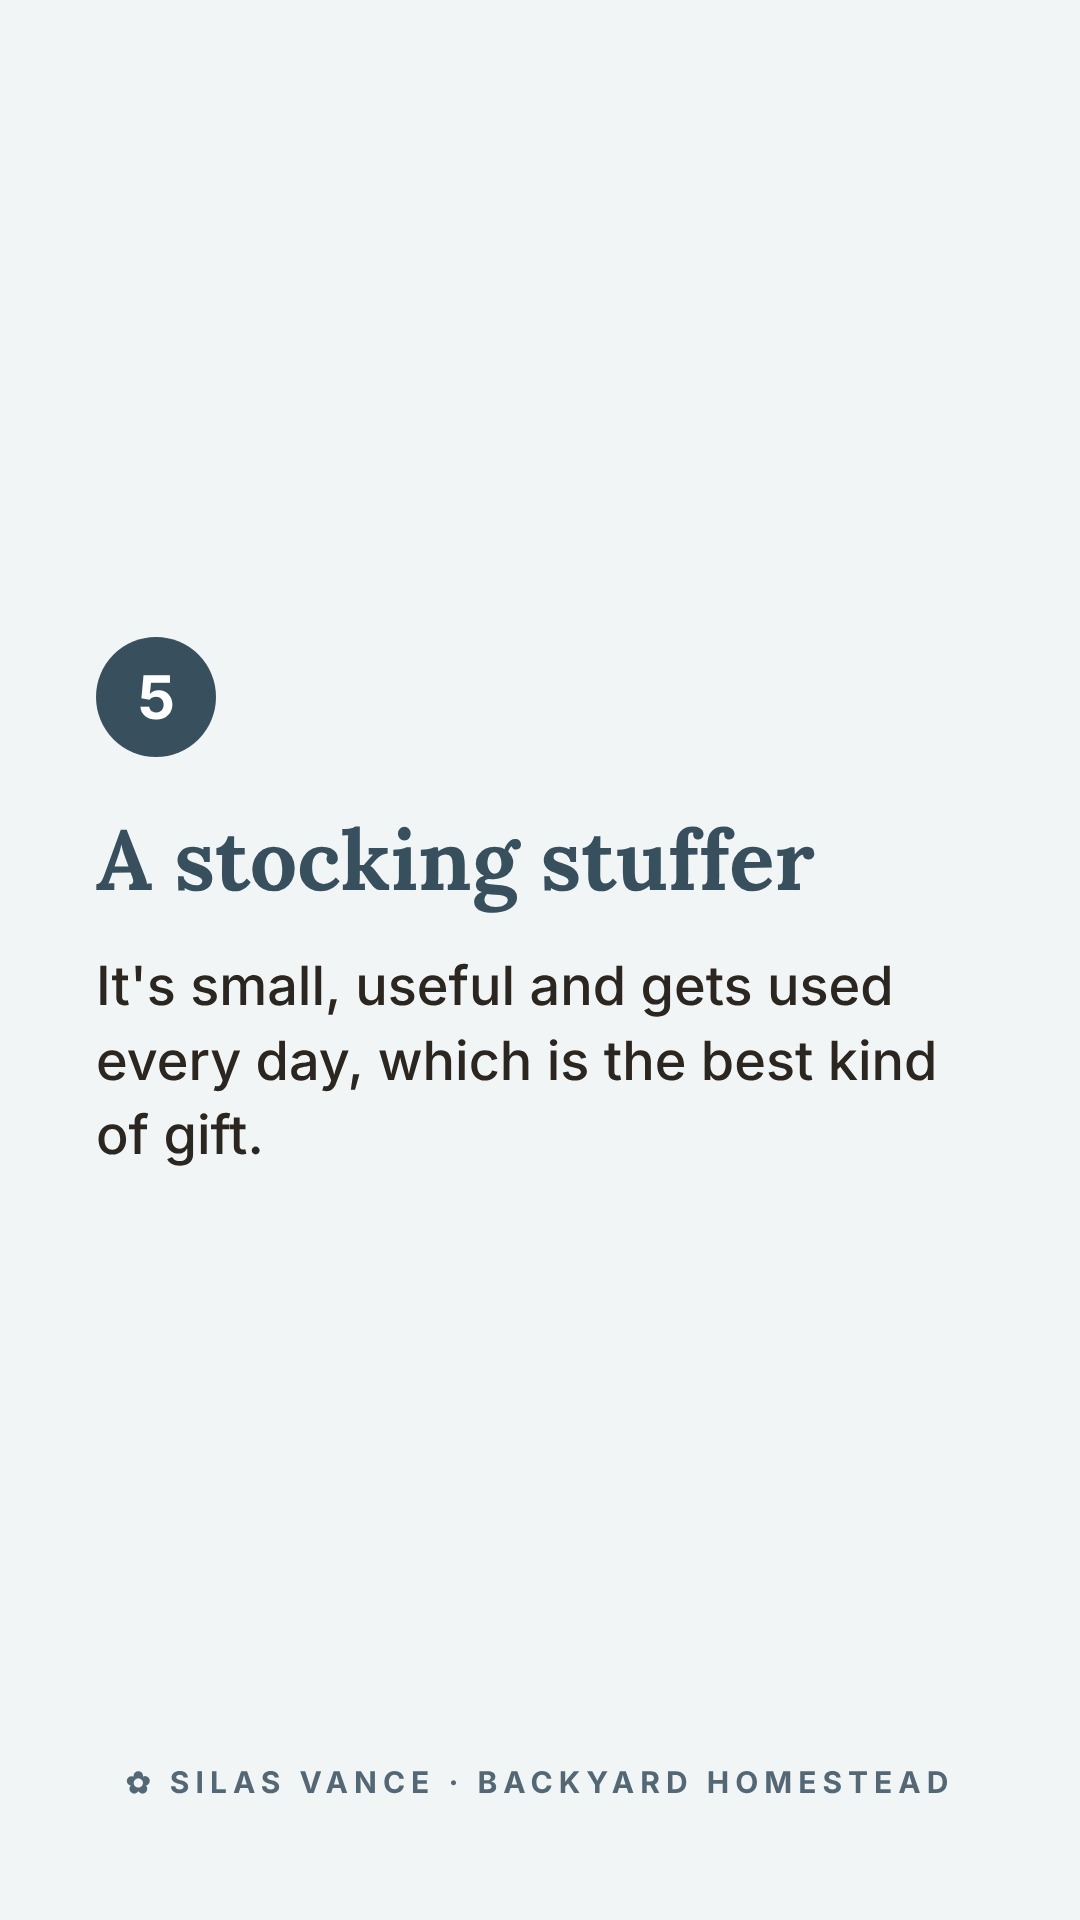 5
A stocking stuffer
It's small, useful and gets used
every day, which is the best kind
of gift.
✿ SILAS VANCE · BACKYARD HOMESTEAD